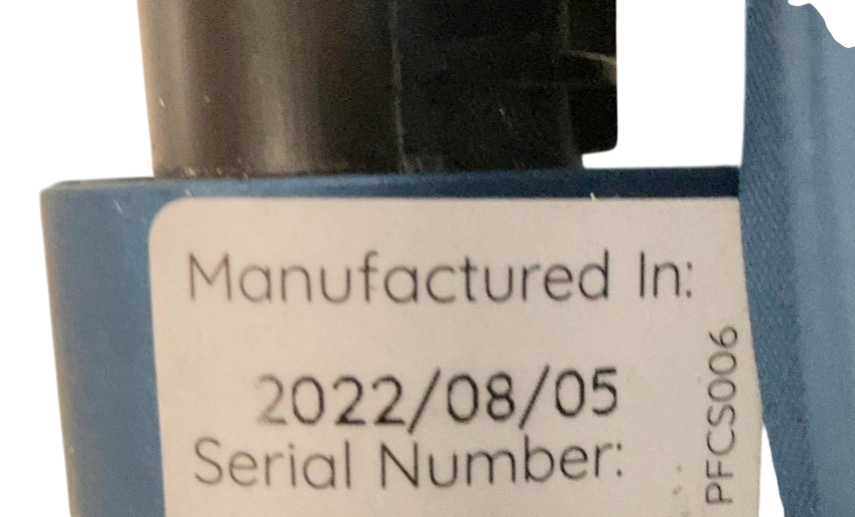 Manufactured In:
2022/08/05
Serial Number:
PFCS006